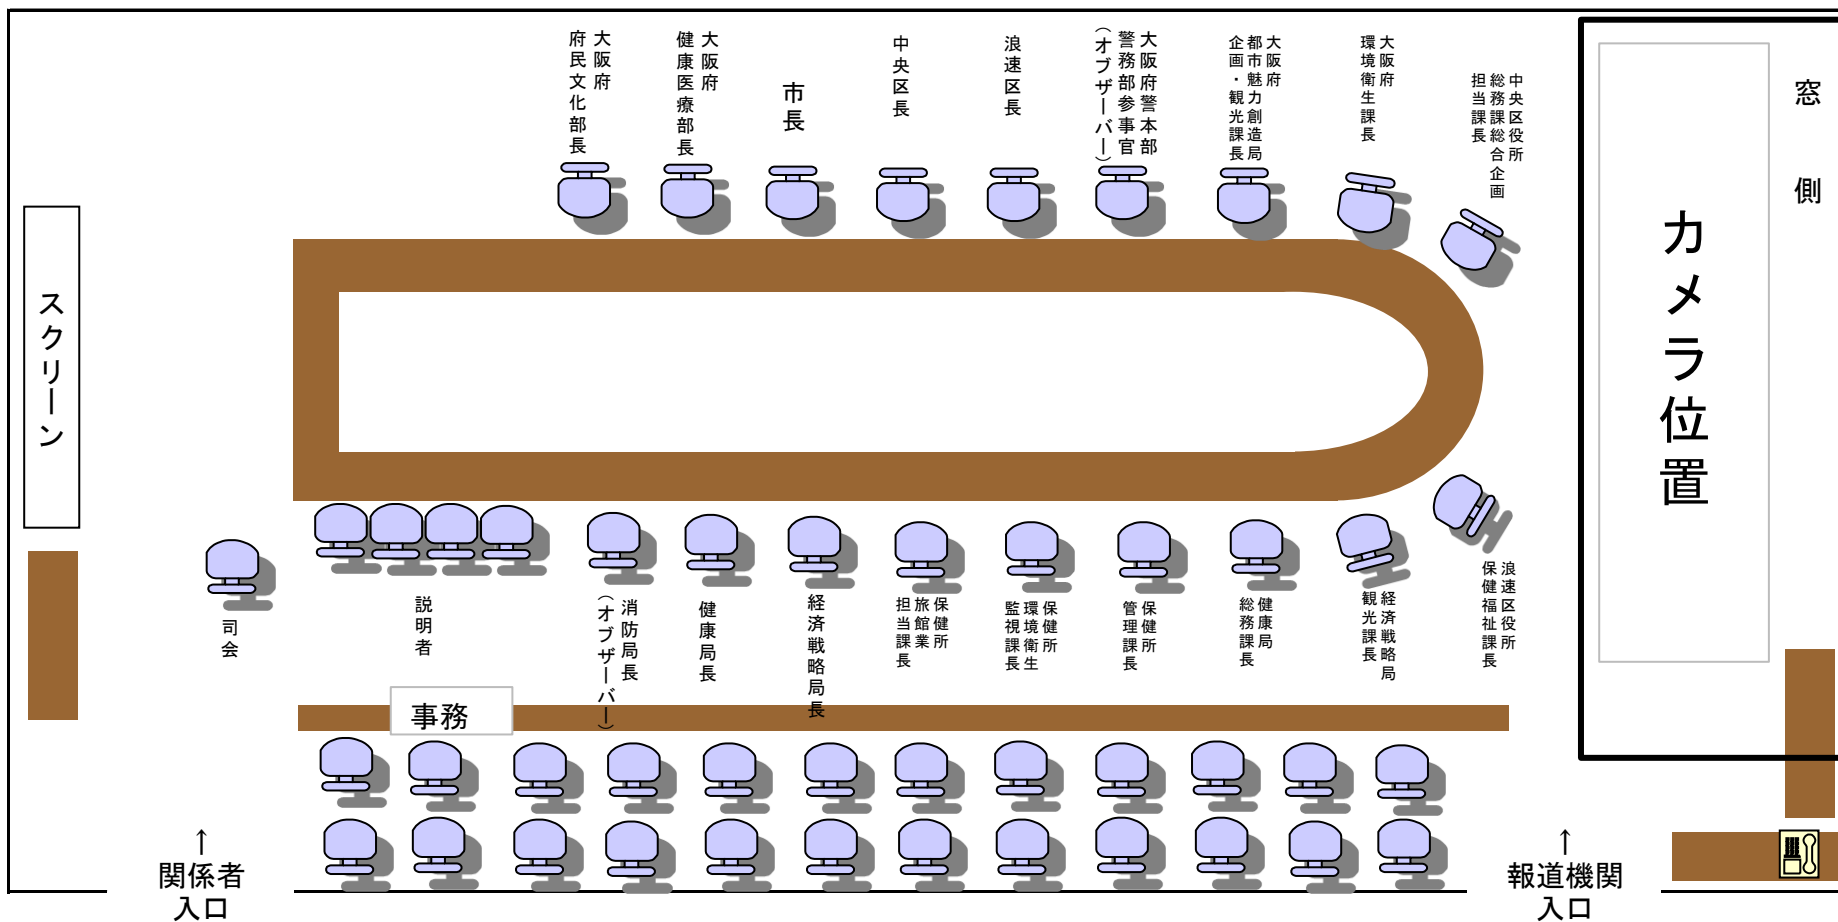 大阪府
府民文化部長
大阪府
健康医療部長
市長
中央区長
浪速区長
大阪府警本部
警務部参事官
（オブザーバー）
大阪府
都市魅力創造局
企画・観光課長
大阪府
環境衛生課長
中央区役所
総務課総合企画
担当課長
窓側
カメラ位置
スクリーン
司会
説明者
消防局長
（オブザーバー）
健康局長
経済戦略局長
保健所
旅館業
担当課長
保健所
環境衛生
監視課長
保健所
管理課長
健康局
総務課長
経済戦略局
観光課長
浪速区役所
保健福祉課長
事務
↑
関係者
入口
↑
報道機関
入口